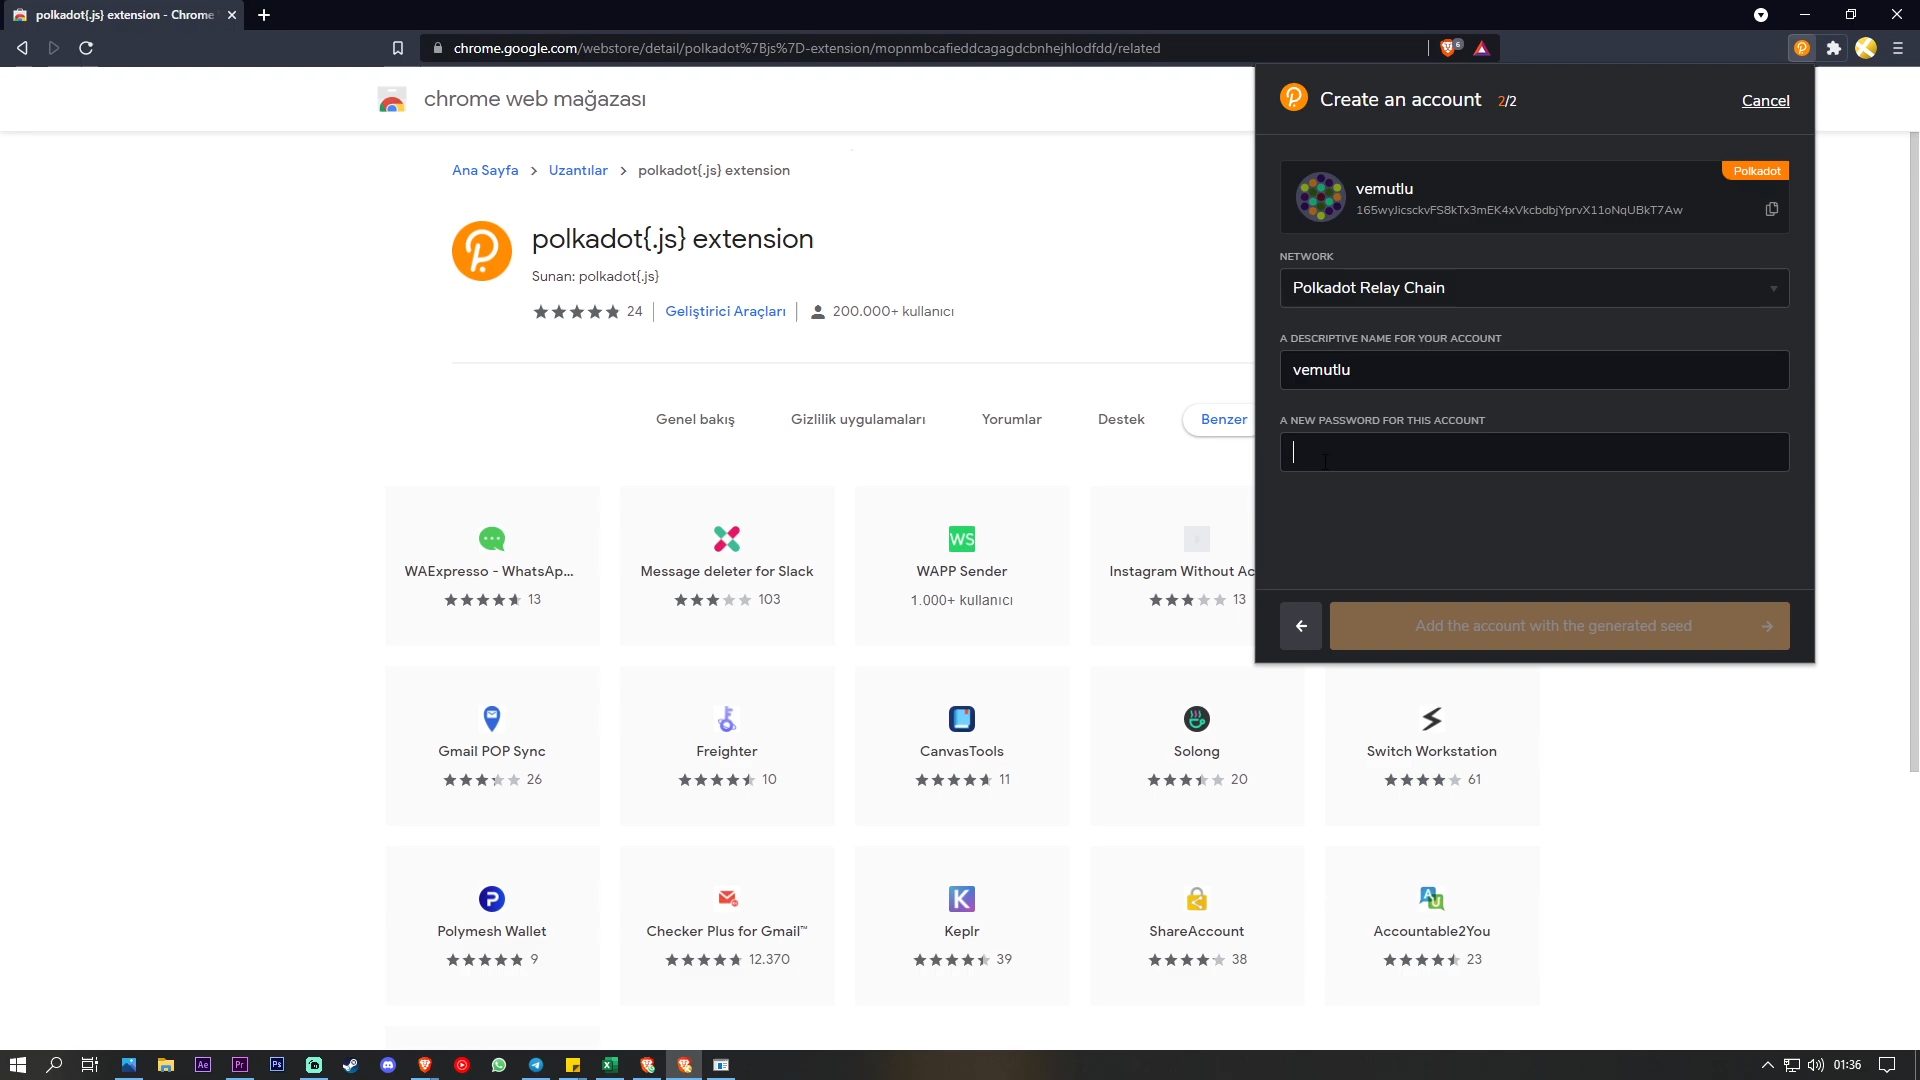 polkadot{.js} extension - Chrome
chrome.google.com/webstore/detail/polkadot%7Bjs%7D-extension/mopnmbcafieddcagagdcbnhejhlodfdd/related
6
chrome web mağazası
Ana Sayfa > Uzantılar > polkadot{.js} extension
polkadot{.js} extension
Sunan: polkadot{.js}
24
Geliştirici Araçları
200.000+ kullanıcı
Genel bakış
Gizlilik uygulamaları
Yorumlar
Destek
Benzer
WAExpresso - WhatsAp...
13
Message deleter for Slack
103
WS
WAPP Sender
1.000+ kullanıcı
Instagram Without Ac
13
Gmail POP Sync
26
Freighter
10
CanvasTools
11
Solong
20
Switch Workstation
61
Polymesh Wallet
9
Checker Plus for Gmail™
12.370
K
Keplr
39
ShareAccount
38
Accountable2You
23
Create an account 2/2
Cancel
Polkadot
vemutlu
165wyJicsckvFS8kTx3mEK4xVkcbdbjYprvX11oNqUBkT7Aw
NETWORK
Polkadot Relay Chain
A DESCRIPTIVE NAME FOR YOUR ACCOUNT
vemutlu
A NEW PASSWORD FOR THIS ACCOUNT
Add the account with the generated seed
Ae
Pr
Ps
01:36